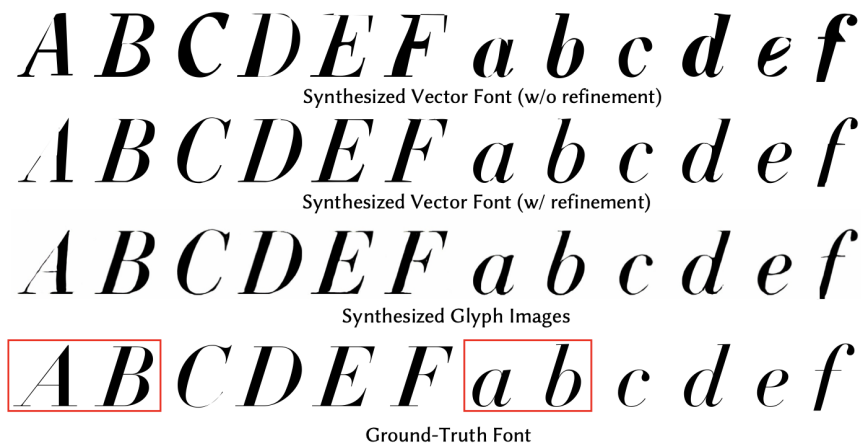 A B C D E F a b c d e f
Synthesized Vector Font (w/o refinement)
A B C D E F a b c d e f
Synthesized Vector Font (w/ refinement)
A B C D E F a b c d e f
Synthesized Glyph Images
A B C D E F a b c d e f
Ground-Truth Font